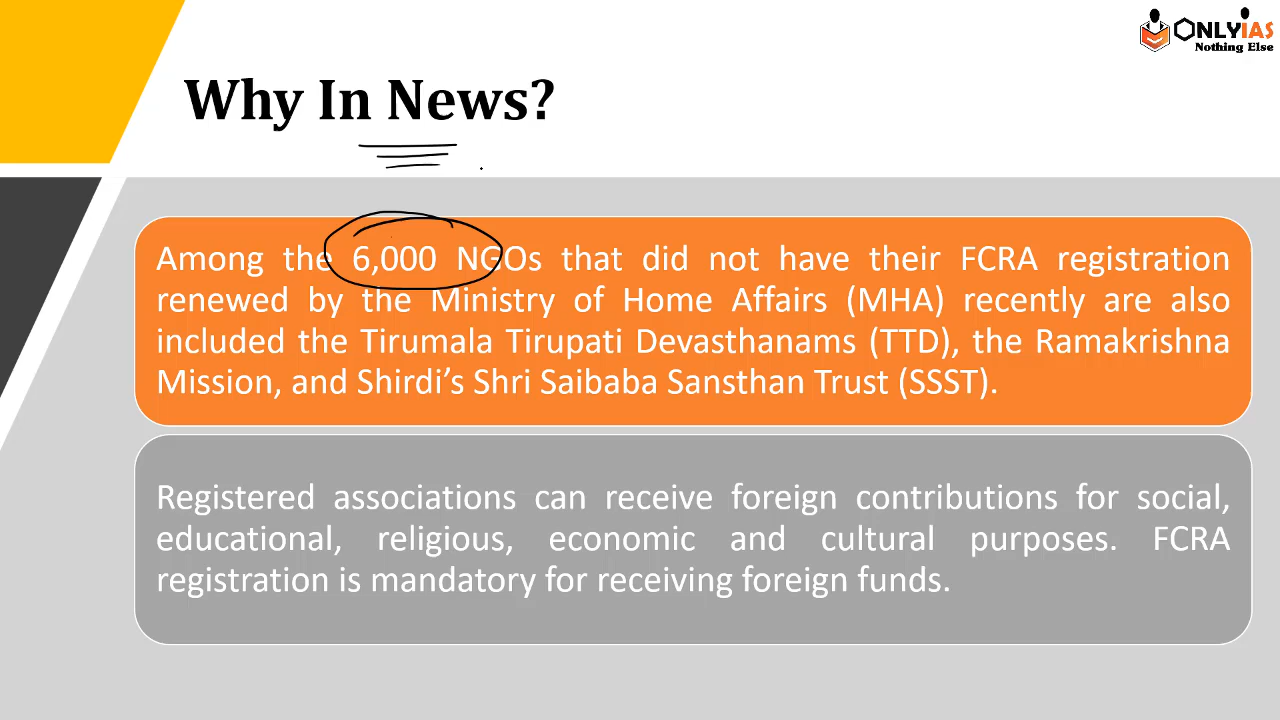 ONLYIAS
Nothing Else
Why In News?
Among the 6,000 NGOs that did not have their FCRA registration
renewed by the Ministry of Home Affairs (MHA) recently are also
included the Tirumala Tirupati Devasthanams (TTD), the Ramakrishna
Mission, and Shirdi’s Shri Saibaba Sansthan Trust (SSST).
Registered associations can receive foreign contributions for social,
educational, religious, economic and cultural purposes. FCRA
registration is mandatory for receiving foreign funds.